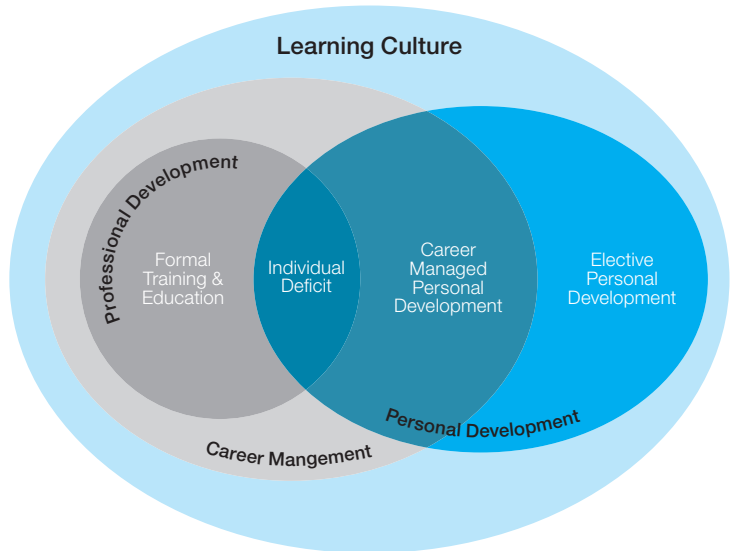 Learning Culture
Professional Development
Formal
Training &
Education
Individual
Deficit
Career
Managed
Personal
Development
Elective
Personal
Development
Personal Development
Career Mangement